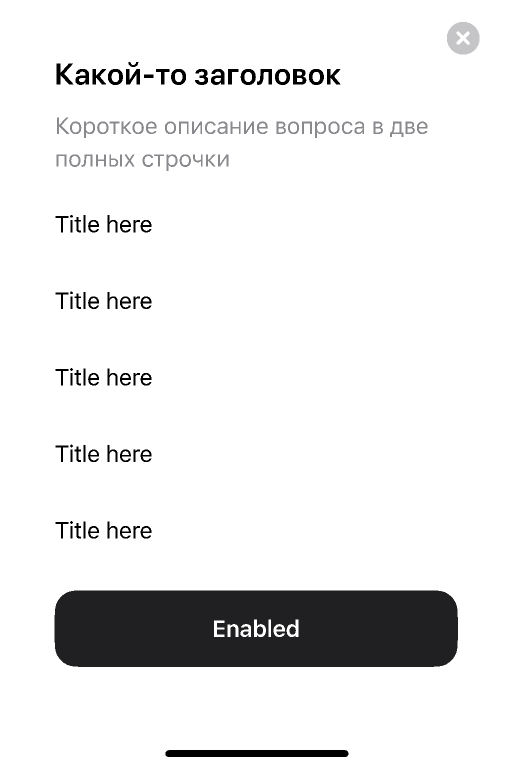 Какой-то заголовок
Короткое описание вопроса в две
полных строчки
Title here
Title here
Title here
Title here
Title here
Enabled